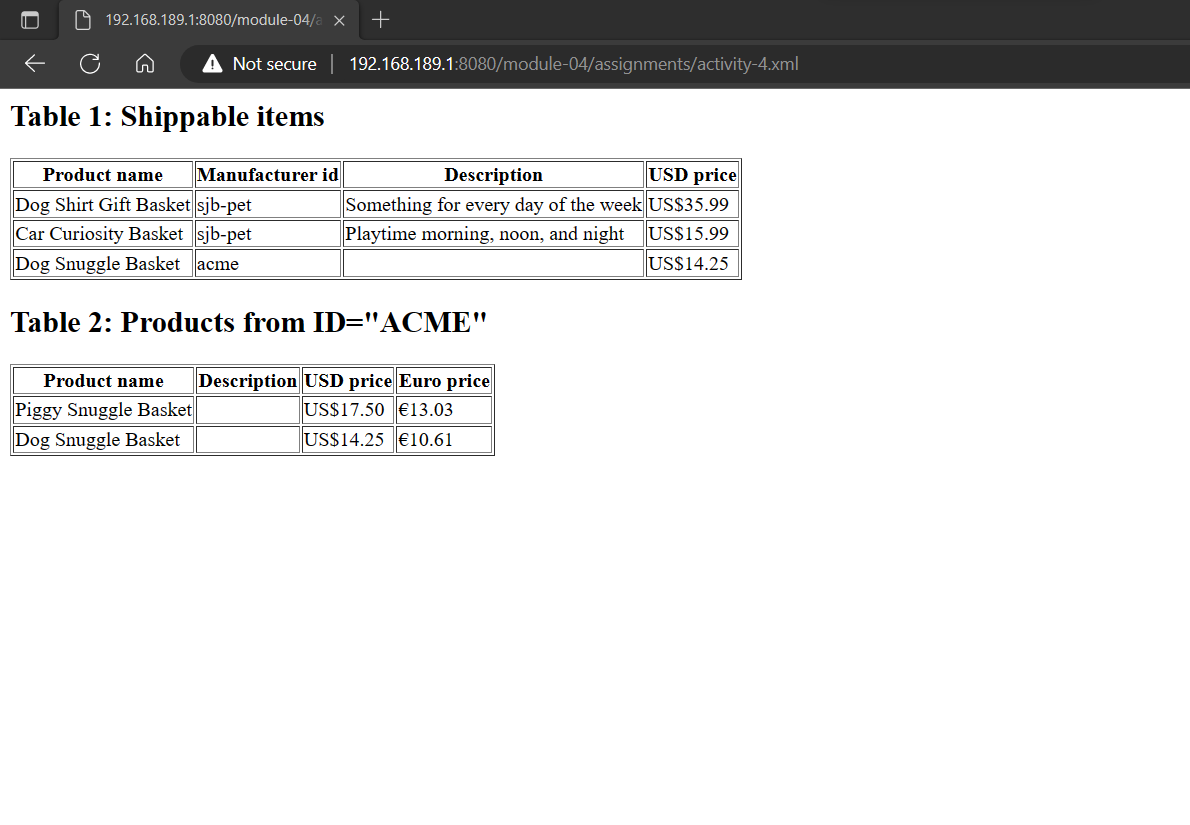 192.168.189.1:8080/module-04/a
Not secure | 192.168.189.1:8080/module-04/assignments/activity-4.xml
Table 1: Shippable items
Product name Manufacturer id Description USD price
Dog Shirt Gift Basket sjb-pet Something for every day of the week US$35.99
Car Curiosity Basket sjb-pet Playtime morning, noon, and night US$15.99
Dog Snuggle Basket acme US$14.25
Table 2: Products from ID="ACME"
Product name Description USD price Euro price
Piggy Snuggle Basket US$17.50 €13.03
Dog Snuggle Basket US$14.25 €10.61